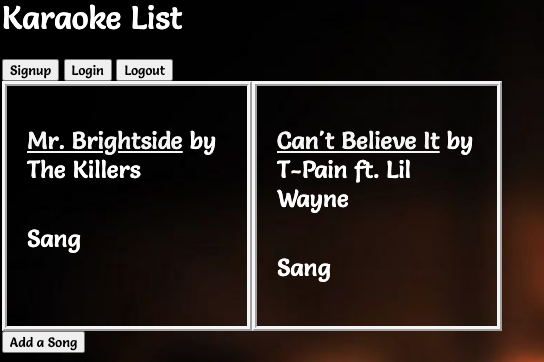 Karaoke List
Signup Login Logout
Mr. Brightside by
The Killers
Sang
Can't Believe It by
T-Pain ft. Lil
Wayne
Sang
Add a Song